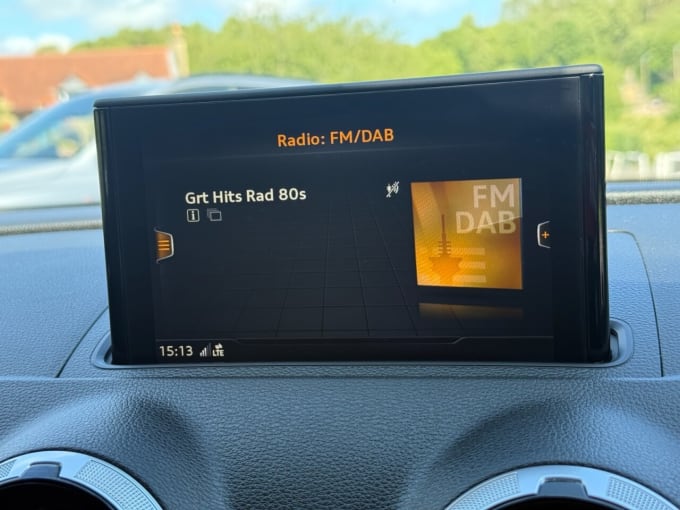 Radio: FM/DAB
Grt Hits Rad 80s
FM
DAB
15:13 LTE